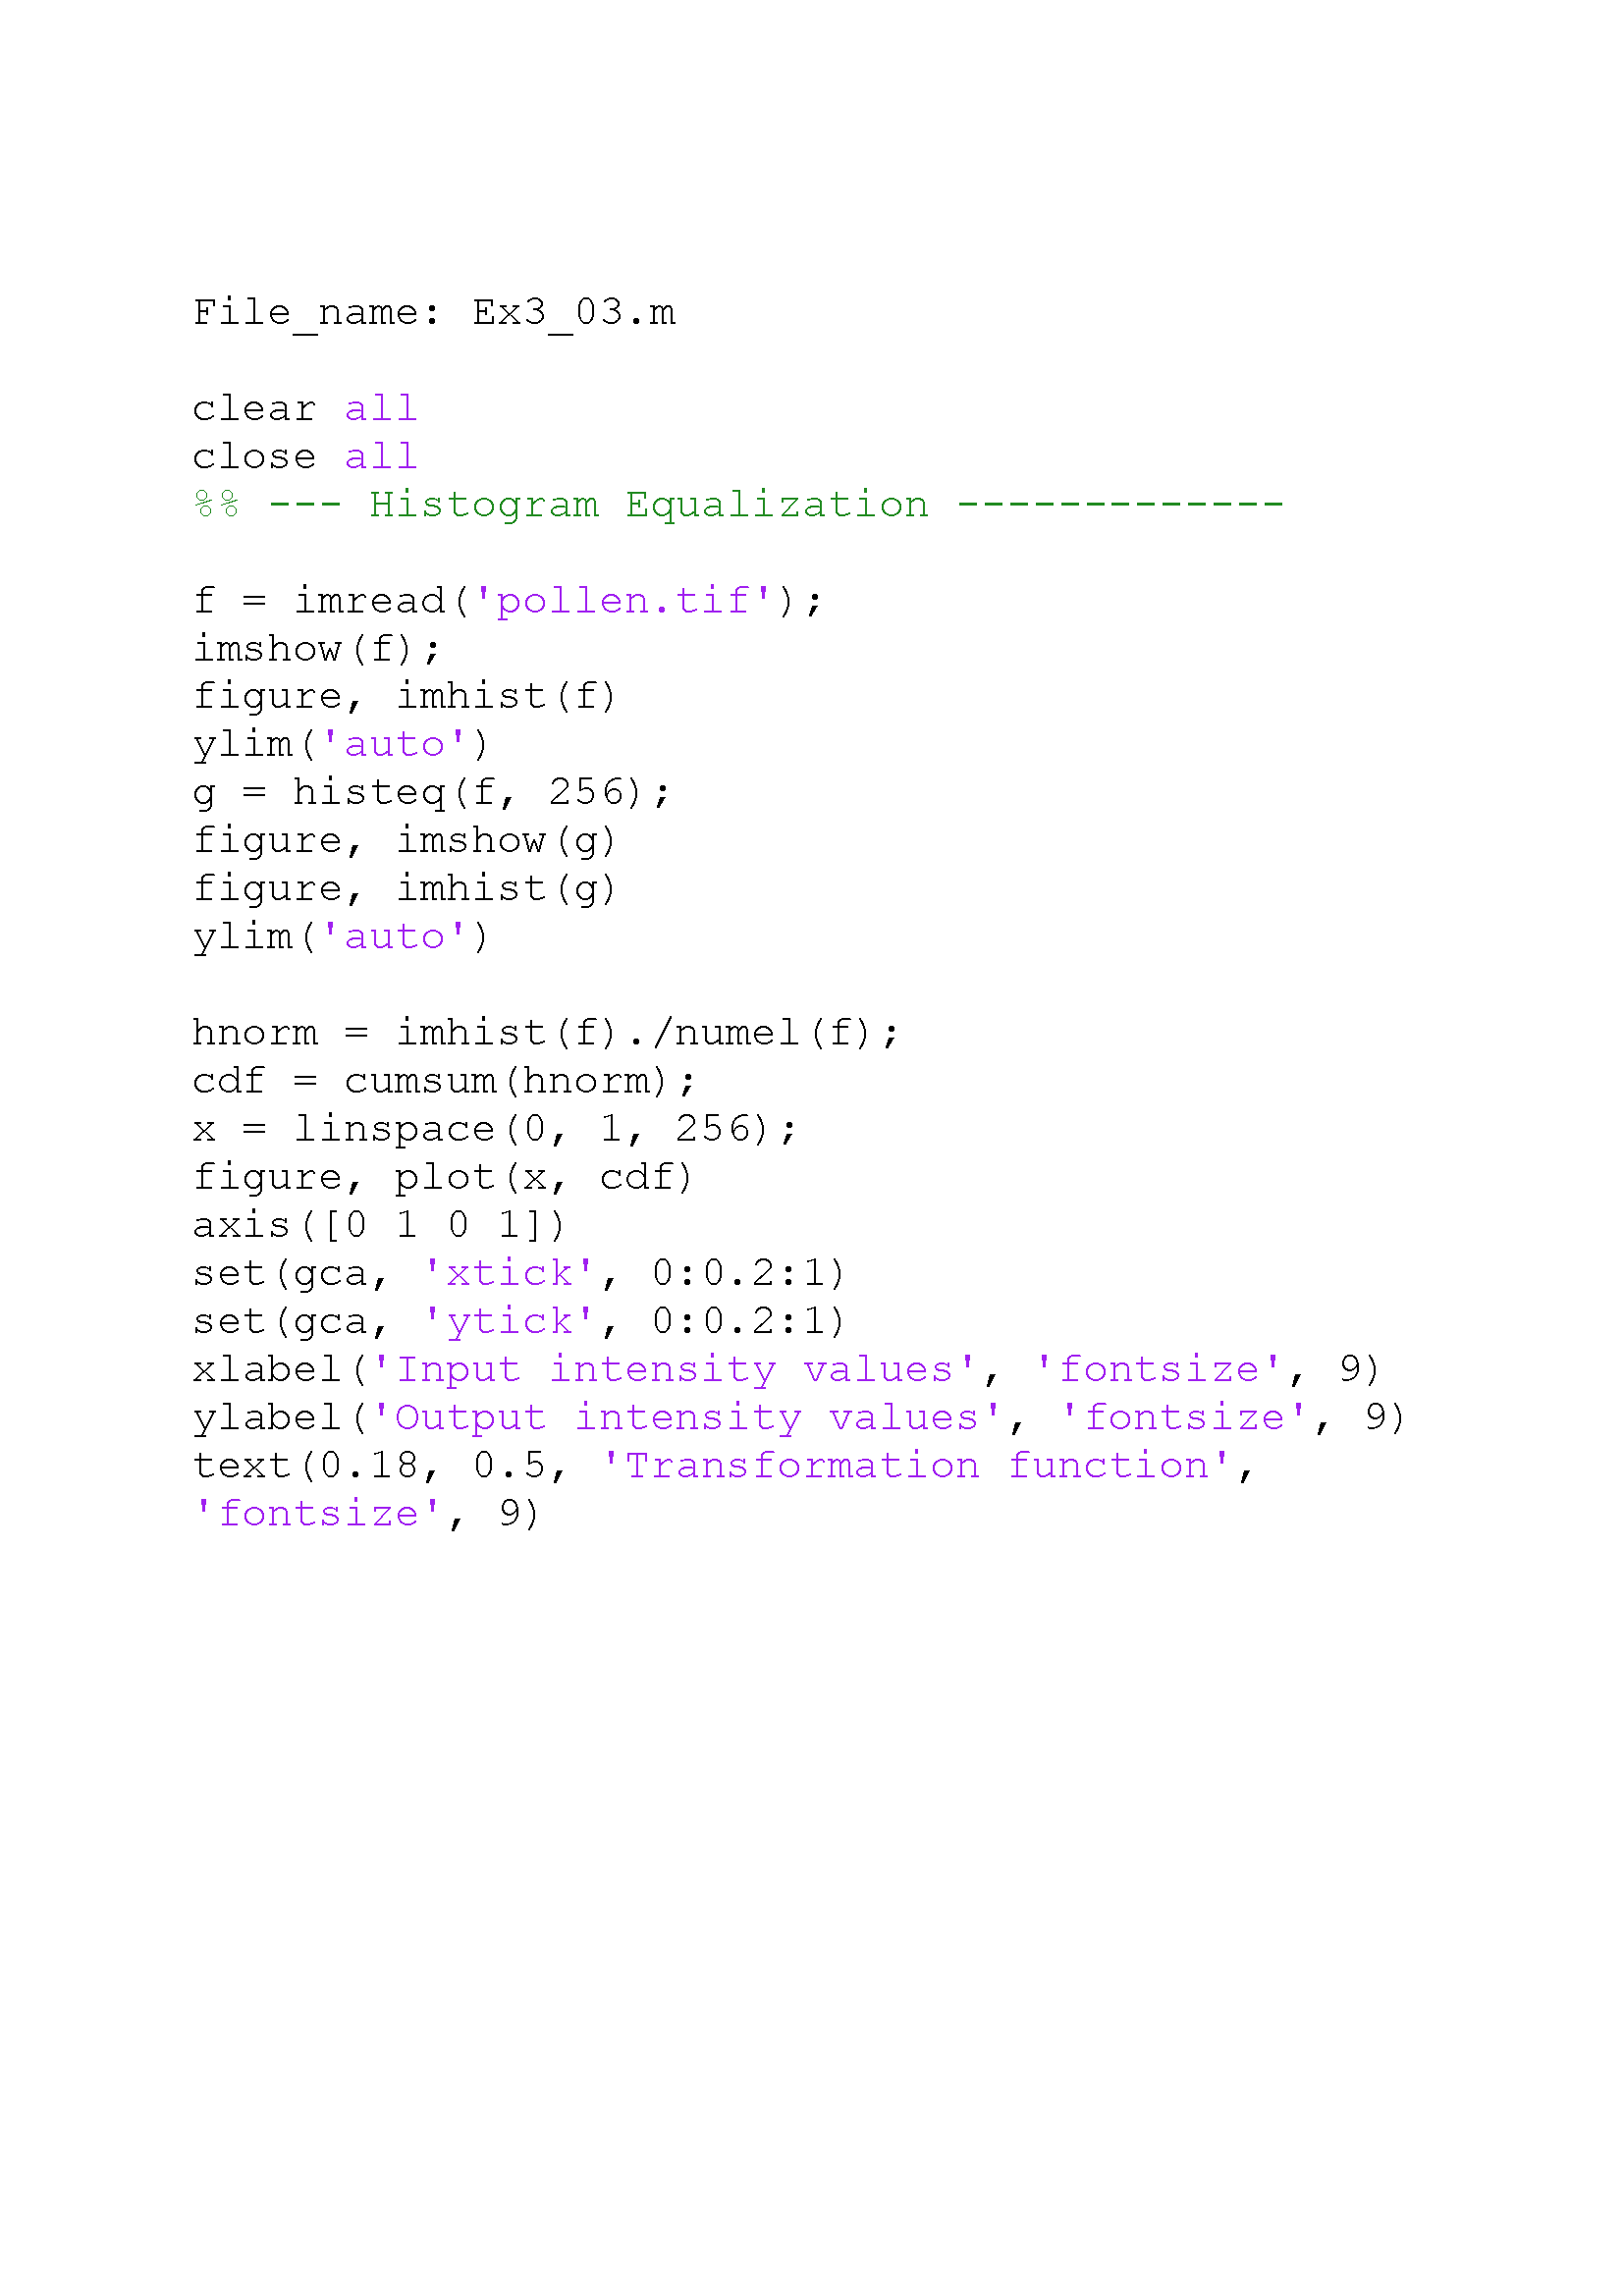 File_name: Ex3_03.m
clear all
close all
%% --- Histogram Equalization -------------
f = imread('pollen.tif');
imshow(f);
figure, imhist(f)
ylim('auto')
g = histeq(f, 256);
figure, imshow(g)
figure, imhist(g)
ylim('auto')
hnorm = imhist(f)./numel(f);
cdf = cumsum(hnorm);
x = linspace(0, 1, 256);
figure, plot(x, cdf)
axis([0 1 0 1])
set(gca, 'xtick', 0:0.2:1)
set(gca, 'ytick', 0:0.2:1)
xlabel('Input intensity values', 'fontsize', 9)
ylabel('Output intensity values', 'fontsize', 9)
text(0.18, 0.5, 'Transformation function',
'fontsize', 9)